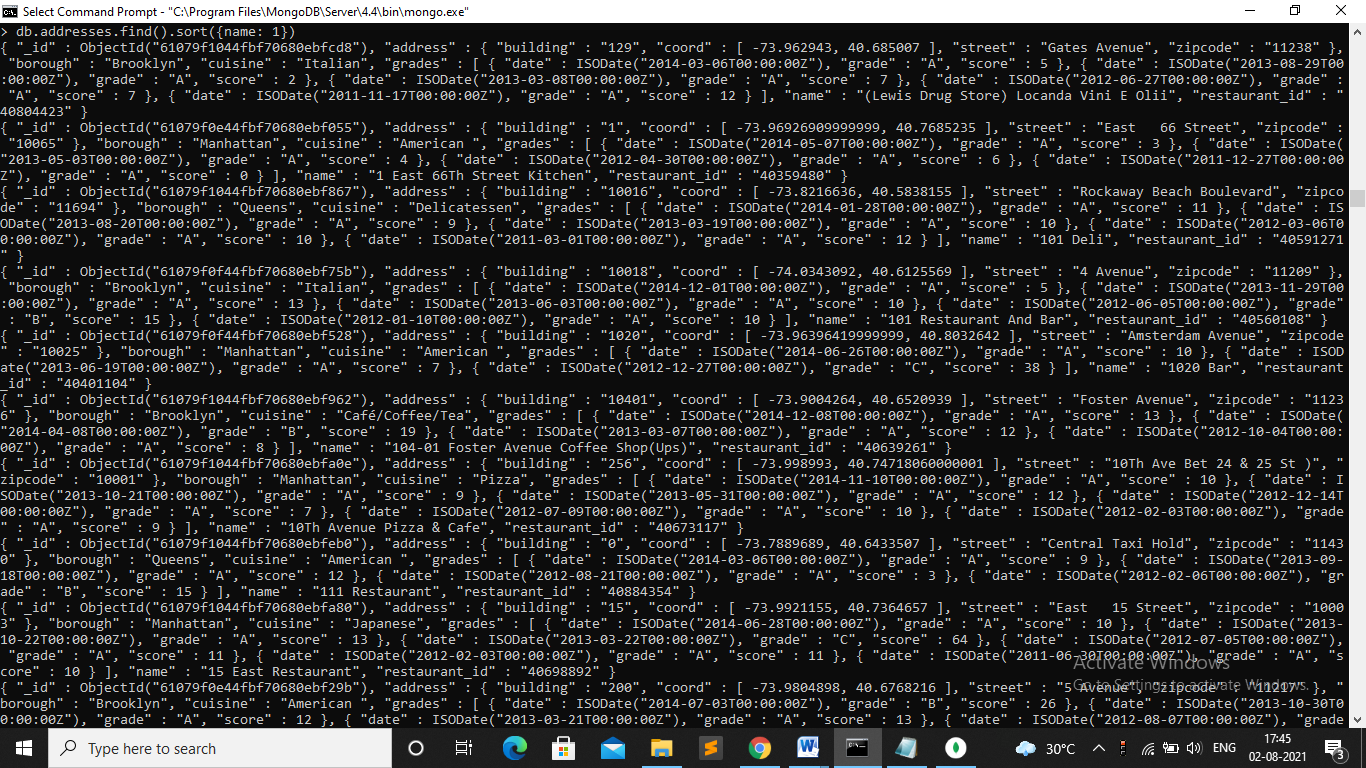 Select Command Prompt - "C:\Program Files\MongoDB\Server\4.4\bin\mongo.exe"
> db.addresses.find().sort({name: 1})
{ "_id" : ObjectId("61079f1044fbf70680ebfcd8"), "address" : { "building" : "129", "coord" : [ -73.962943, 40.685007 ], "street" : "Gates Avenue", "zipcode" : "11238" },
"borough" : "Brooklyn", "cuisine" : "Italian", "grades" : [ { "date" : ISODate("2014-03-06T00:00:00Z"), "grade" : "A", "score" : 5 }, { "date" : ISODate("2013-08-29T00
:00:00Z"), "grade" : "A", "score" : 2 }, { "date" : ISODate("2013-03-08T00:00:00Z"), "grade" : "A", "score" : 7 }, { "date" : ISODate("2012-06-27T00:00:00Z"), "grade" :
"A", "score" : 7 }, { "date" : ISODate("2011-11-17T00:00:00Z"), "grade" : "A", "score" : 12 } ], "name" : "(Lewis Drug Store) Locanda Vini E Olii", "restaurant_id" : "
40804423" }
{ "_id" : ObjectId("61079f0e44fbf70680ebf055"), "address" : { "building" : "1", "coord" : [ -73.96926909999999, 40.7685235 ], "street" : "East   66 Street", "zipcode" :
"10065" }, "borough" : "Manhattan", "cuisine" : "American ", "grades" : [ { "date" : ISODate("2014-05-07T00:00:00Z"), "grade" : "A", "score" : 3 }, { "date" : ISODate(
"2013-05-03T00:00:00Z"), "grade" : "A", "score" : 4 }, { "date" : ISODate("2012-04-30T00:00:00Z"), "grade" : "A", "score" : 6 }, { "date" : ISODate("2011-12-27T00:00:00
Z"), "grade" : "A", "score" : 0 } ], "name" : "1 East 66Th Street Kitchen", "restaurant_id" : "40359480" }
{ "_id" : ObjectId("61079f0f44fbf70680ebf867"), "address" : { "building" : "10016", "coord" : [ -73.8216636, 40.5838155 ], "street" : "Rockaway Beach Boulevard", "zipco
de" : "11694" }, "borough" : "Queens", "cuisine" : "Delicatessen", "grades" : [ { "date" : ISODate("2014-01-28T00:00:00Z"), "grade" : "A", "score" : 11 }, { "date" : IS
ODate("2013-08-20T00:00:00Z"), "grade" : "A", "score" : 9 }, { "date" : ISODate("2013-03-19T00:00:00Z"), "grade" : "A", "score" : 10 }, { "date" : ISODate("2012-03-06T0
0:00:00Z"), "grade" : "A", "score" : 10 }, { "date" : ISODate("2011-03-01T00:00:00Z"), "grade" : "A", "score" : 12 } ], "name" : "101 Deli", "restaurant_id" : "40591271
" }
{ "_id" : ObjectId("61079f0f44fbf70680ebf75b"), "address" : { "building" : "10018", "coord" : [ -74.0343092, 40.6125569 ], "street" : "4 Avenue", "zipcode" : "11209" },
"borough" : "Brooklyn", "cuisine" : "Italian", "grades" : [ { "date" : ISODate("2014-12-01T00:00:00Z"), "grade" : "A", "score" : 5 }, { "date" : ISODate("2013-11-29T00
:00:00Z"), "grade" : "A", "score" : 13 }, { "date" : ISODate("2013-06-03T00:00:00Z"), "grade" : "A", "score" : 10 }, { "date" : ISODate("2012-06-05T00:00:00Z"), "grade"
: "B", "score" : 15 }, { "date" : ISODate("2012-01-10T00:00:00Z"), "grade" : "A", "score" : 10 } ], "name" : "101 Restaurant And Bar", "restaurant_id" : "40560108" }
{ "_id" : ObjectId("61079f0f44fbf70680ebf528"), "address" : { "building" : "1020", "coord" : [ -73.96396419999999, 40.8032642 ], "street" : "Amsterdam Avenue", "zipcode
" : "10025" }, "borough" : "Manhattan", "cuisine" : "American ", "grades" : [ { "date" : ISODate("2014-06-26T00:00:00Z"), "grade" : "A", "score" : 10 }, { "date" : ISOD
ate("2013-06-19T00:00:00Z"), "grade" : "A", "score" : 7 }, { "date" : ISODate("2012-12-27T00:00:00Z"), "grade" : "C", "score" : 38 } ], "name" : "1020 Bar", "restaurant
_id" : "40401104" }
{ "_id" : ObjectId("61079f1044fbf70680ebf962"), "address" : { "building" : "10401", "coord" : [ -73.9004264, 40.6520939 ], "street" : "Foster Avenue", "zipcode" : "1123
6" }, "borough" : "Brooklyn", "cuisine" : "Café/Coffee/Tea", "grades" : [ { "date" : ISODate("2014-12-08T00:00:00Z"), "grade" : "A", "score" : 13 }, { "date" : ISODate(
"2014-04-08T00:00:00Z"), "grade" : "B", "score" : 19 }, { "date" : ISODate("2013-03-07T00:00:00Z"), "grade" : "A", "score" : 12 }, { "date" : ISODate("2012-10-04T00:00:
00Z"), "grade" : "A", "score" : 8 } ], "name" : "104-01 Foster Avenue Coffee Shop(Ups)", "restaurant_id" : "40639261" }
{ "_id" : ObjectId("61079f1044fbf70680ebfa0e"), "address" : { "building" : "256", "coord" : [ -73.998993, 40.74718060000001 ], "street" : "10Th Ave Bet 24 & 25 St )", "
zipcode" : "10001" }, "borough" : "Manhattan", "cuisine" : "Pizza", "grades" : [ { "date" : ISODate("2014-11-10T00:00:00Z"), "grade" : "A", "score" : 10 }, { "date" : I
SODate("2013-10-21T00:00:00Z"), "grade" : "A", "score" : 9 }, { "date" : ISODate("2013-05-31T00:00:00Z"), "grade" : "A", "score" : 12 }, { "date" : ISODate("2012-12-14T
00:00:00Z"), "grade" : "A", "score" : 7 }, { "date" : ISODate("2012-07-09T00:00:00Z"), "grade" : "A", "score" : 10 }, { "date" : ISODate("2012-02-03T00:00:00Z"), "grade
" : "A", "score" : 9 } ], "name" : "10Th Avenue Pizza & Cafe", "restaurant_id" : "40673117" }
{ "_id" : ObjectId("61079f1044fbf70680ebfeb0"), "address" : { "building" : "0", "coord" : [ -73.7889689, 40.6433507 ], "street" : "Central Taxi Hold", "zipcode" : "1143
0" }, "borough" : "Queens", "cuisine" : "American ", "grades" : [ { "date" : ISODate("2014-03-06T00:00:00Z"), "grade" : "A", "score" : 9 }, { "date" : ISODate("2013-09-
18T00:00:00Z"), "grade" : "A", "score" : 12 }, { "date" : ISODate("2012-08-21T00:00:00Z"), "grade" : "A", "score" : 3 }, { "date" : ISODate("2012-02-06T00:00:00Z"), "gr
ade" : "B", "score" : 15 } ], "name" : "111 Restaurant", "restaurant_id" : "40884354" }
{ "_id" : ObjectId("61079f1044fbf70680ebfa80"), "address" : { "building" : "15", "coord" : [ -73.9921155, 40.7364657 ], "street" : "East   15 Street", "zipcode" : "1000
3" }, "borough" : "Manhattan", "cuisine" : "Japanese", "grades" : [ { "date" : ISODate("2014-06-28T00:00:00Z"), "grade" : "A", "score" : 10 }, { "date" : ISODate("2013-
10-22T00:00:00Z"), "grade" : "A", "score" : 13 }, { "date" : ISODate("2013-03-22T00:00:00Z"), "grade" : "C", "score" : 64 }, { "date" : ISODate("2012-07-05T00:00:00Z"),
"grade" : "A", "score" : 11 }, { "date" : ISODate("2012-02-03T00:00:00Z"), "grade" : "A", "score" : 11 }, { "date" : ISODate("2011-06-30T00:00:00Z"), "grade" : "A", "s
core" : 10 } ], "name" : "15 East Restaurant", "restaurant_id" : "40698892" }
{ "_id" : ObjectId("61079f0e44fbf70680ebf29b"), "address" : { "building" : "200", "coord" : [ -73.9804898, 40.6768216 ], "street" : "5 Avenue", "zipcode" : "11217" }, "
borough" : "Brooklyn", "cuisine" : "American ", "grades" : [ { "date" : ISODate("2014-07-03T00:00:00Z"), "grade" : "B", "score" : 26 }, { "date" : ISODate("2013-10-30T0
0:00:00Z"), "grade" : "A", "score" : 12 }, { "date" : ISODate("2013-03-21T00:00:00Z"), "grade" : "A", "score" : 13 }, { "date" : ISODate("2012-08-07T00:00:00Z"), "grade
Activate Windows
Go to Settings to activate Windows.
Type here to search
30°C
ENG
17:45
02-08-2021
3